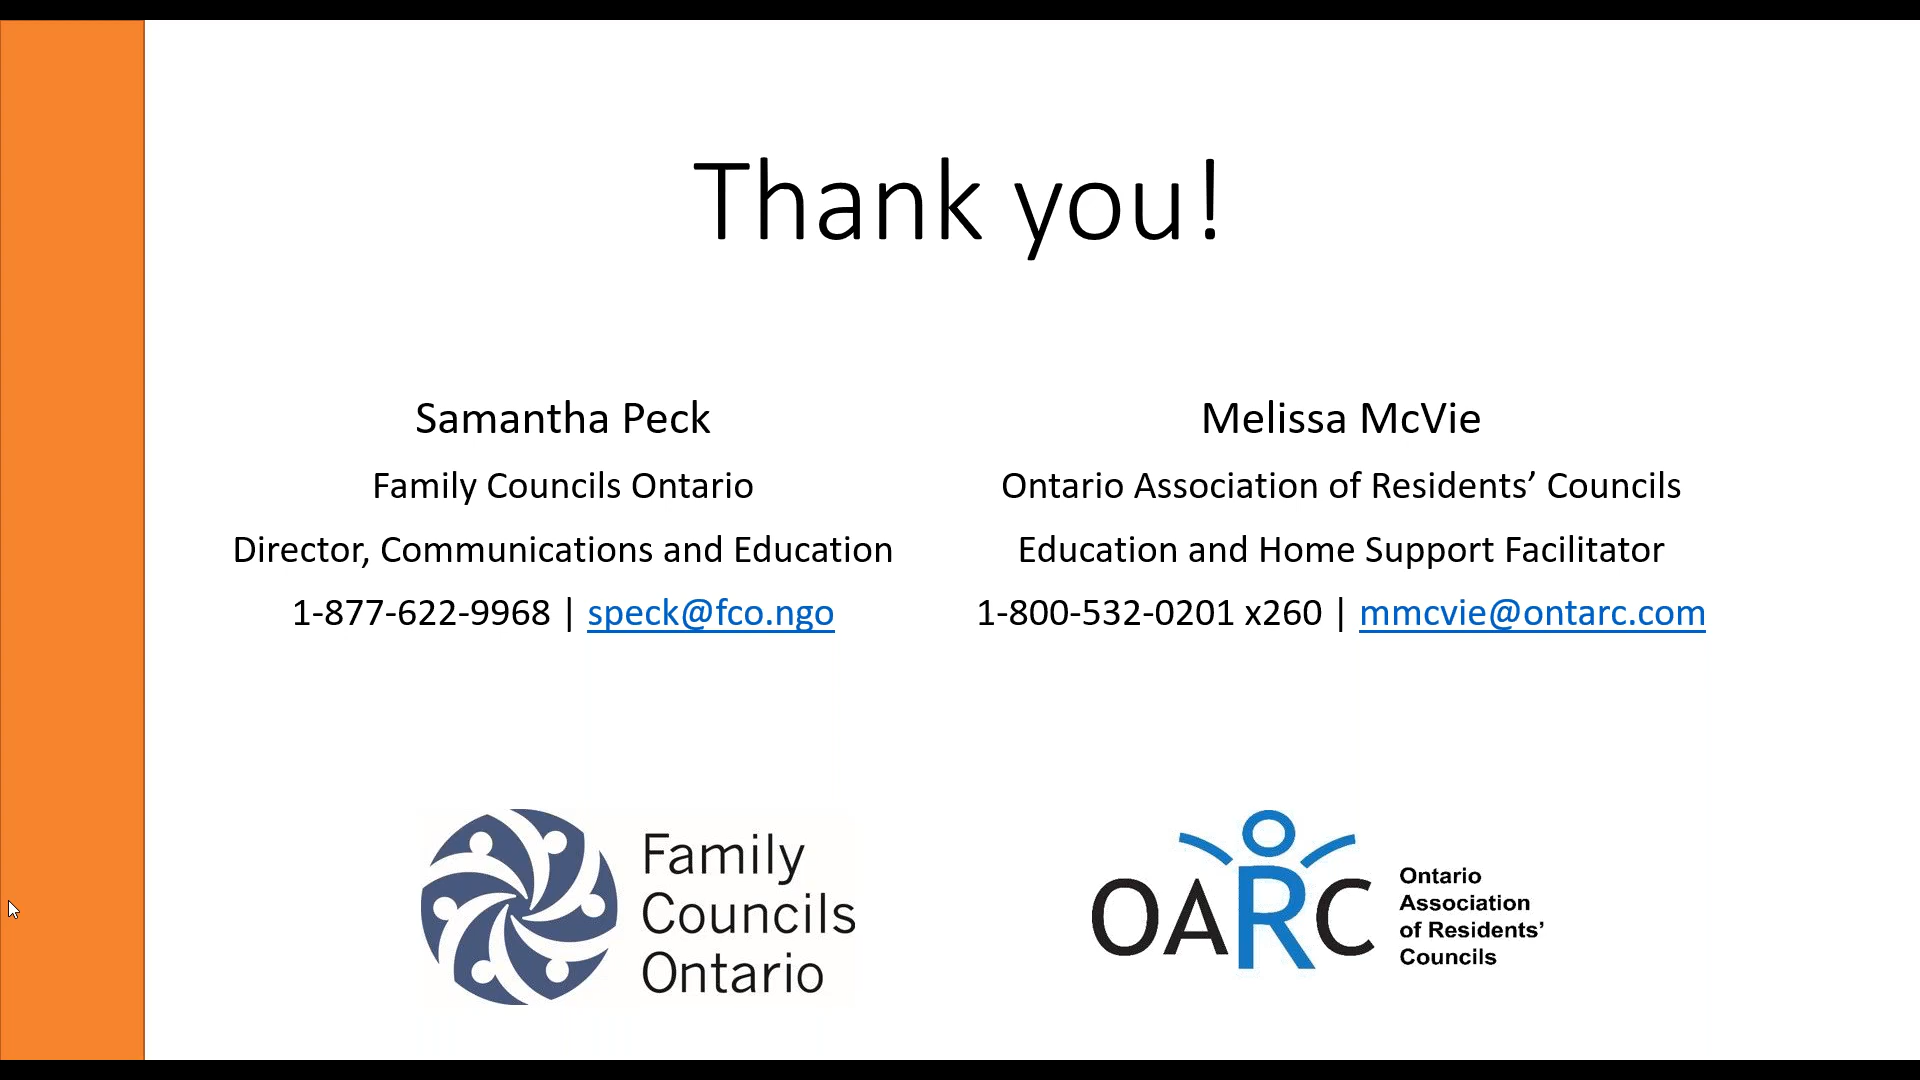 Thank you!
Samantha Peck
Family Councils Ontario
Director, Communications and Education
1-877-622-9968 | speck@fco.ngo
Melissa McVie
Ontario Association of Residents’ Councils
Education and Home Support Facilitator
1-800-532-0201 x260 | mmcvie@ontarc.com
Family
Councils
Ontario
OARC
Ontario
Association
of Residents’
Councils